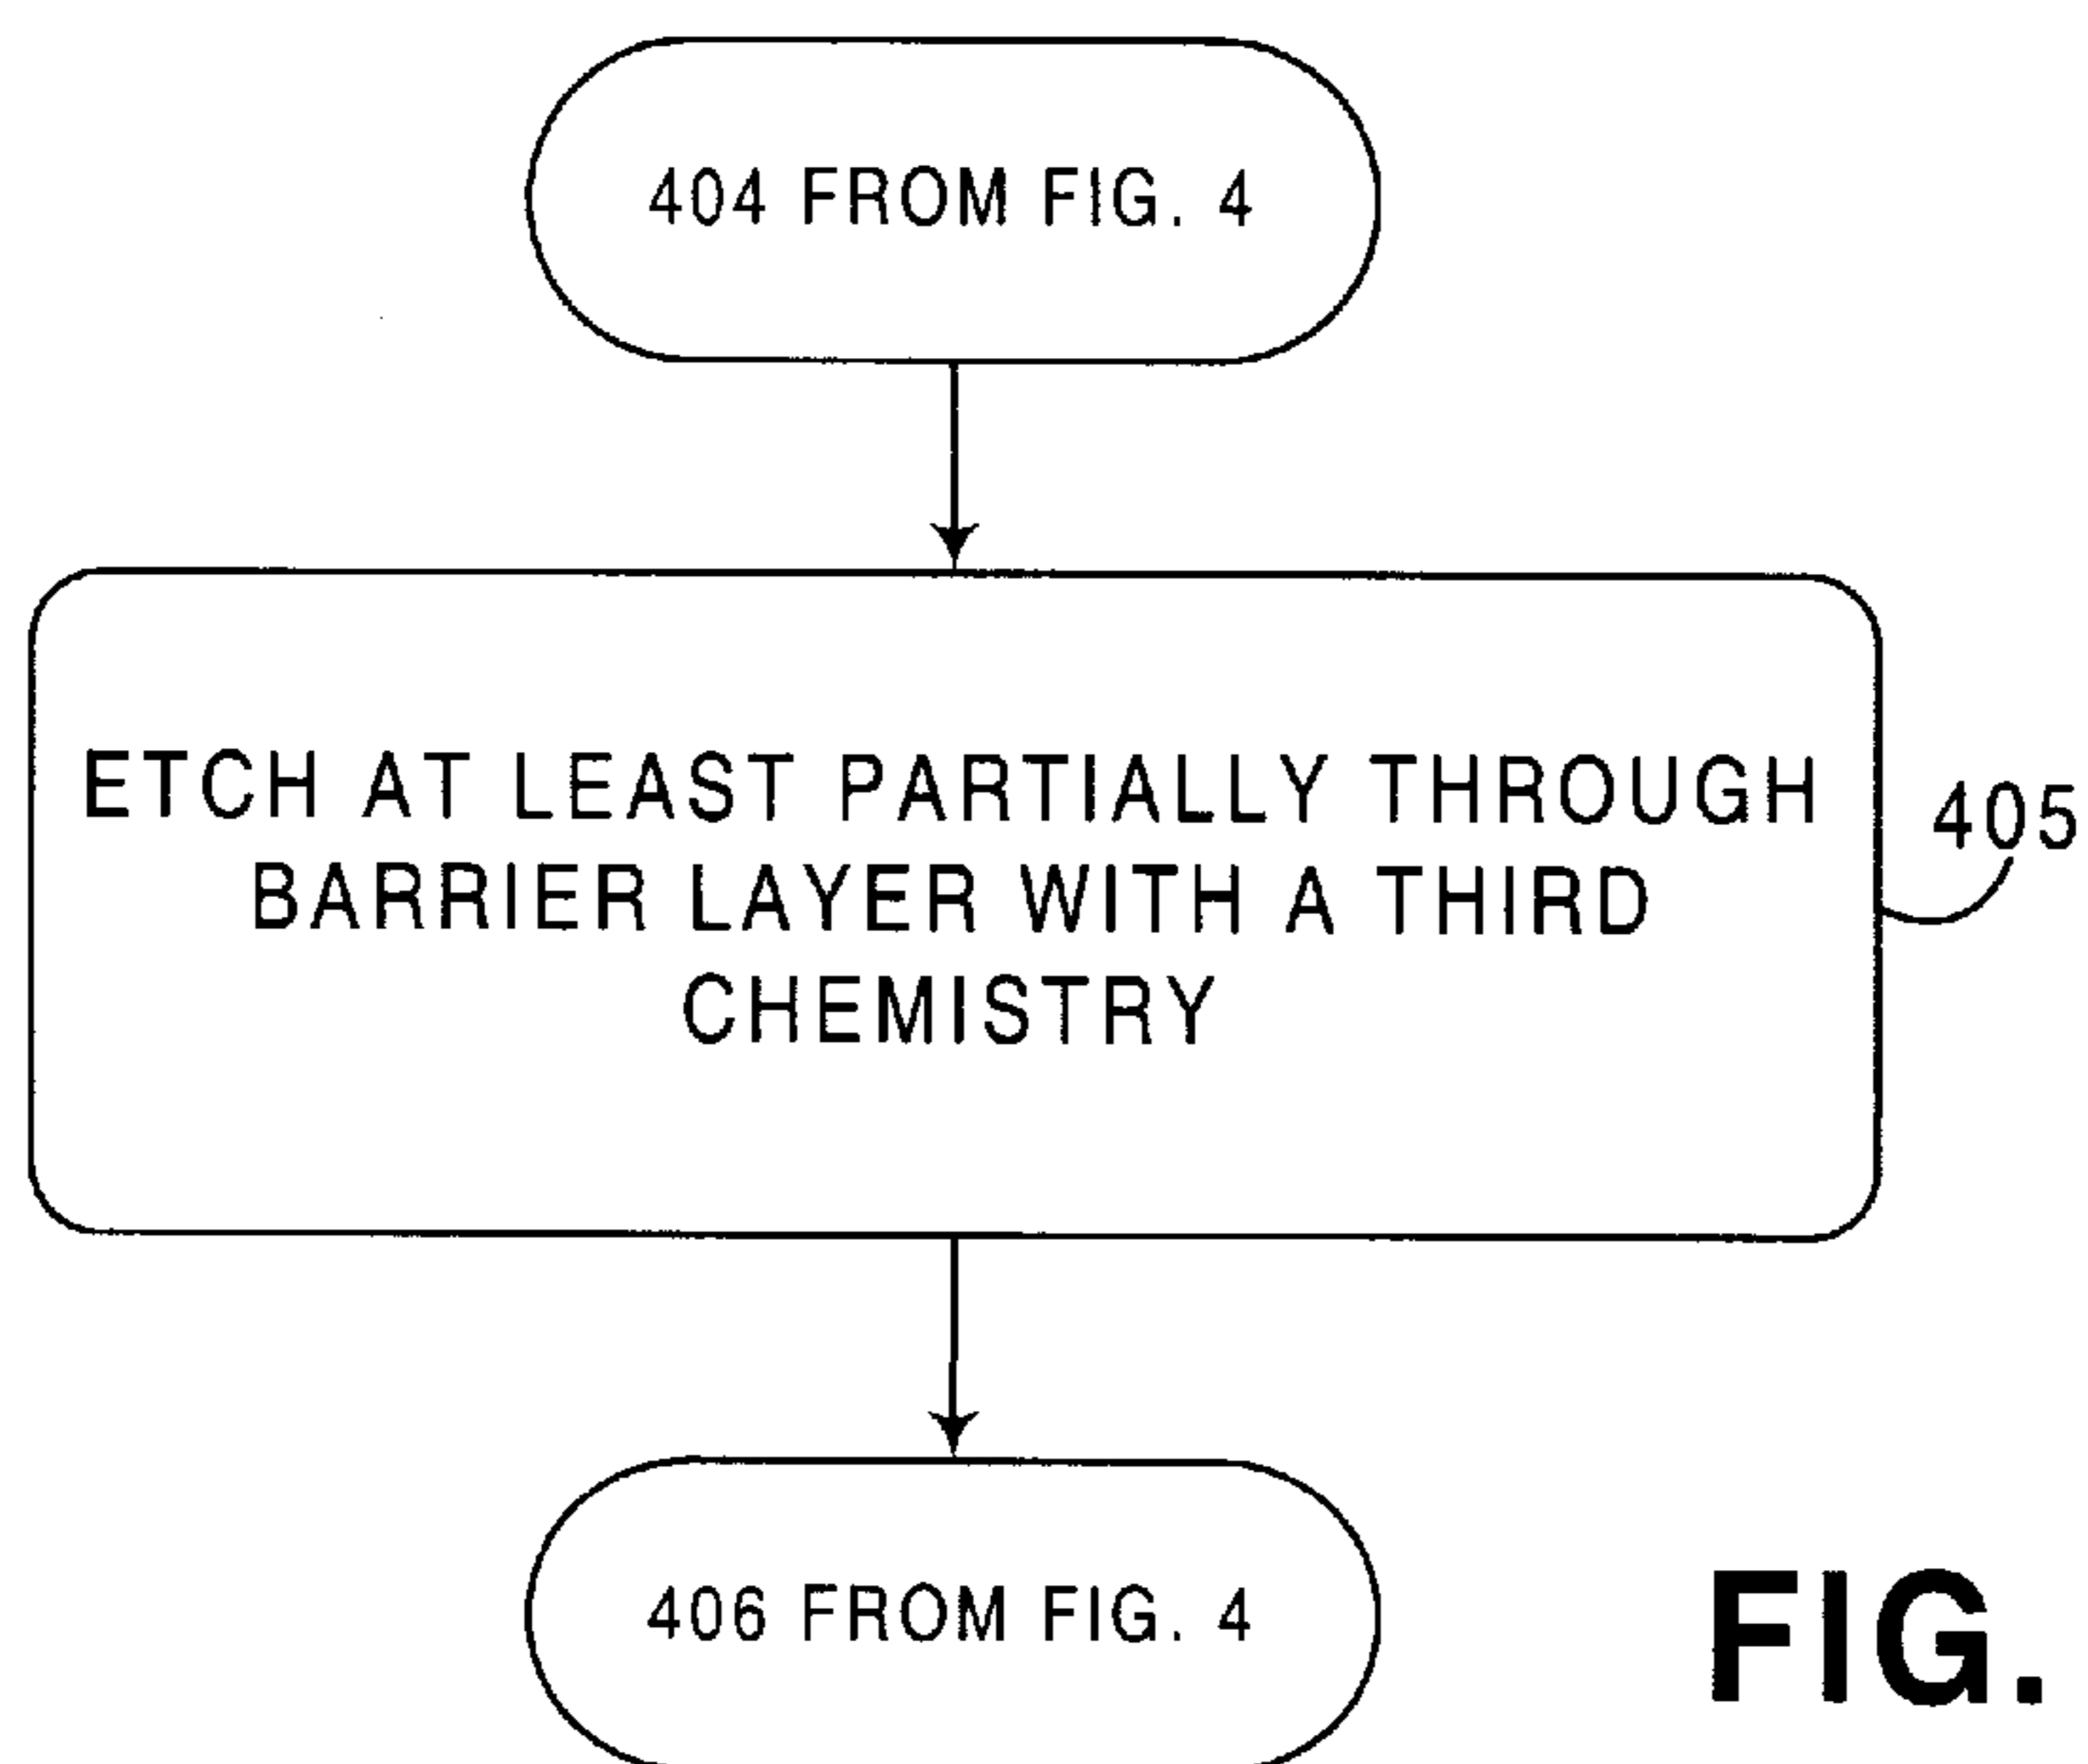 404 FROM FIG. 4
ETCH AT LEAST PARTIALLY THROUGH
BARRIER LAYER WITH A THIRD
CHEMISTRY
405
406 FROM FIG. 4
FIG.